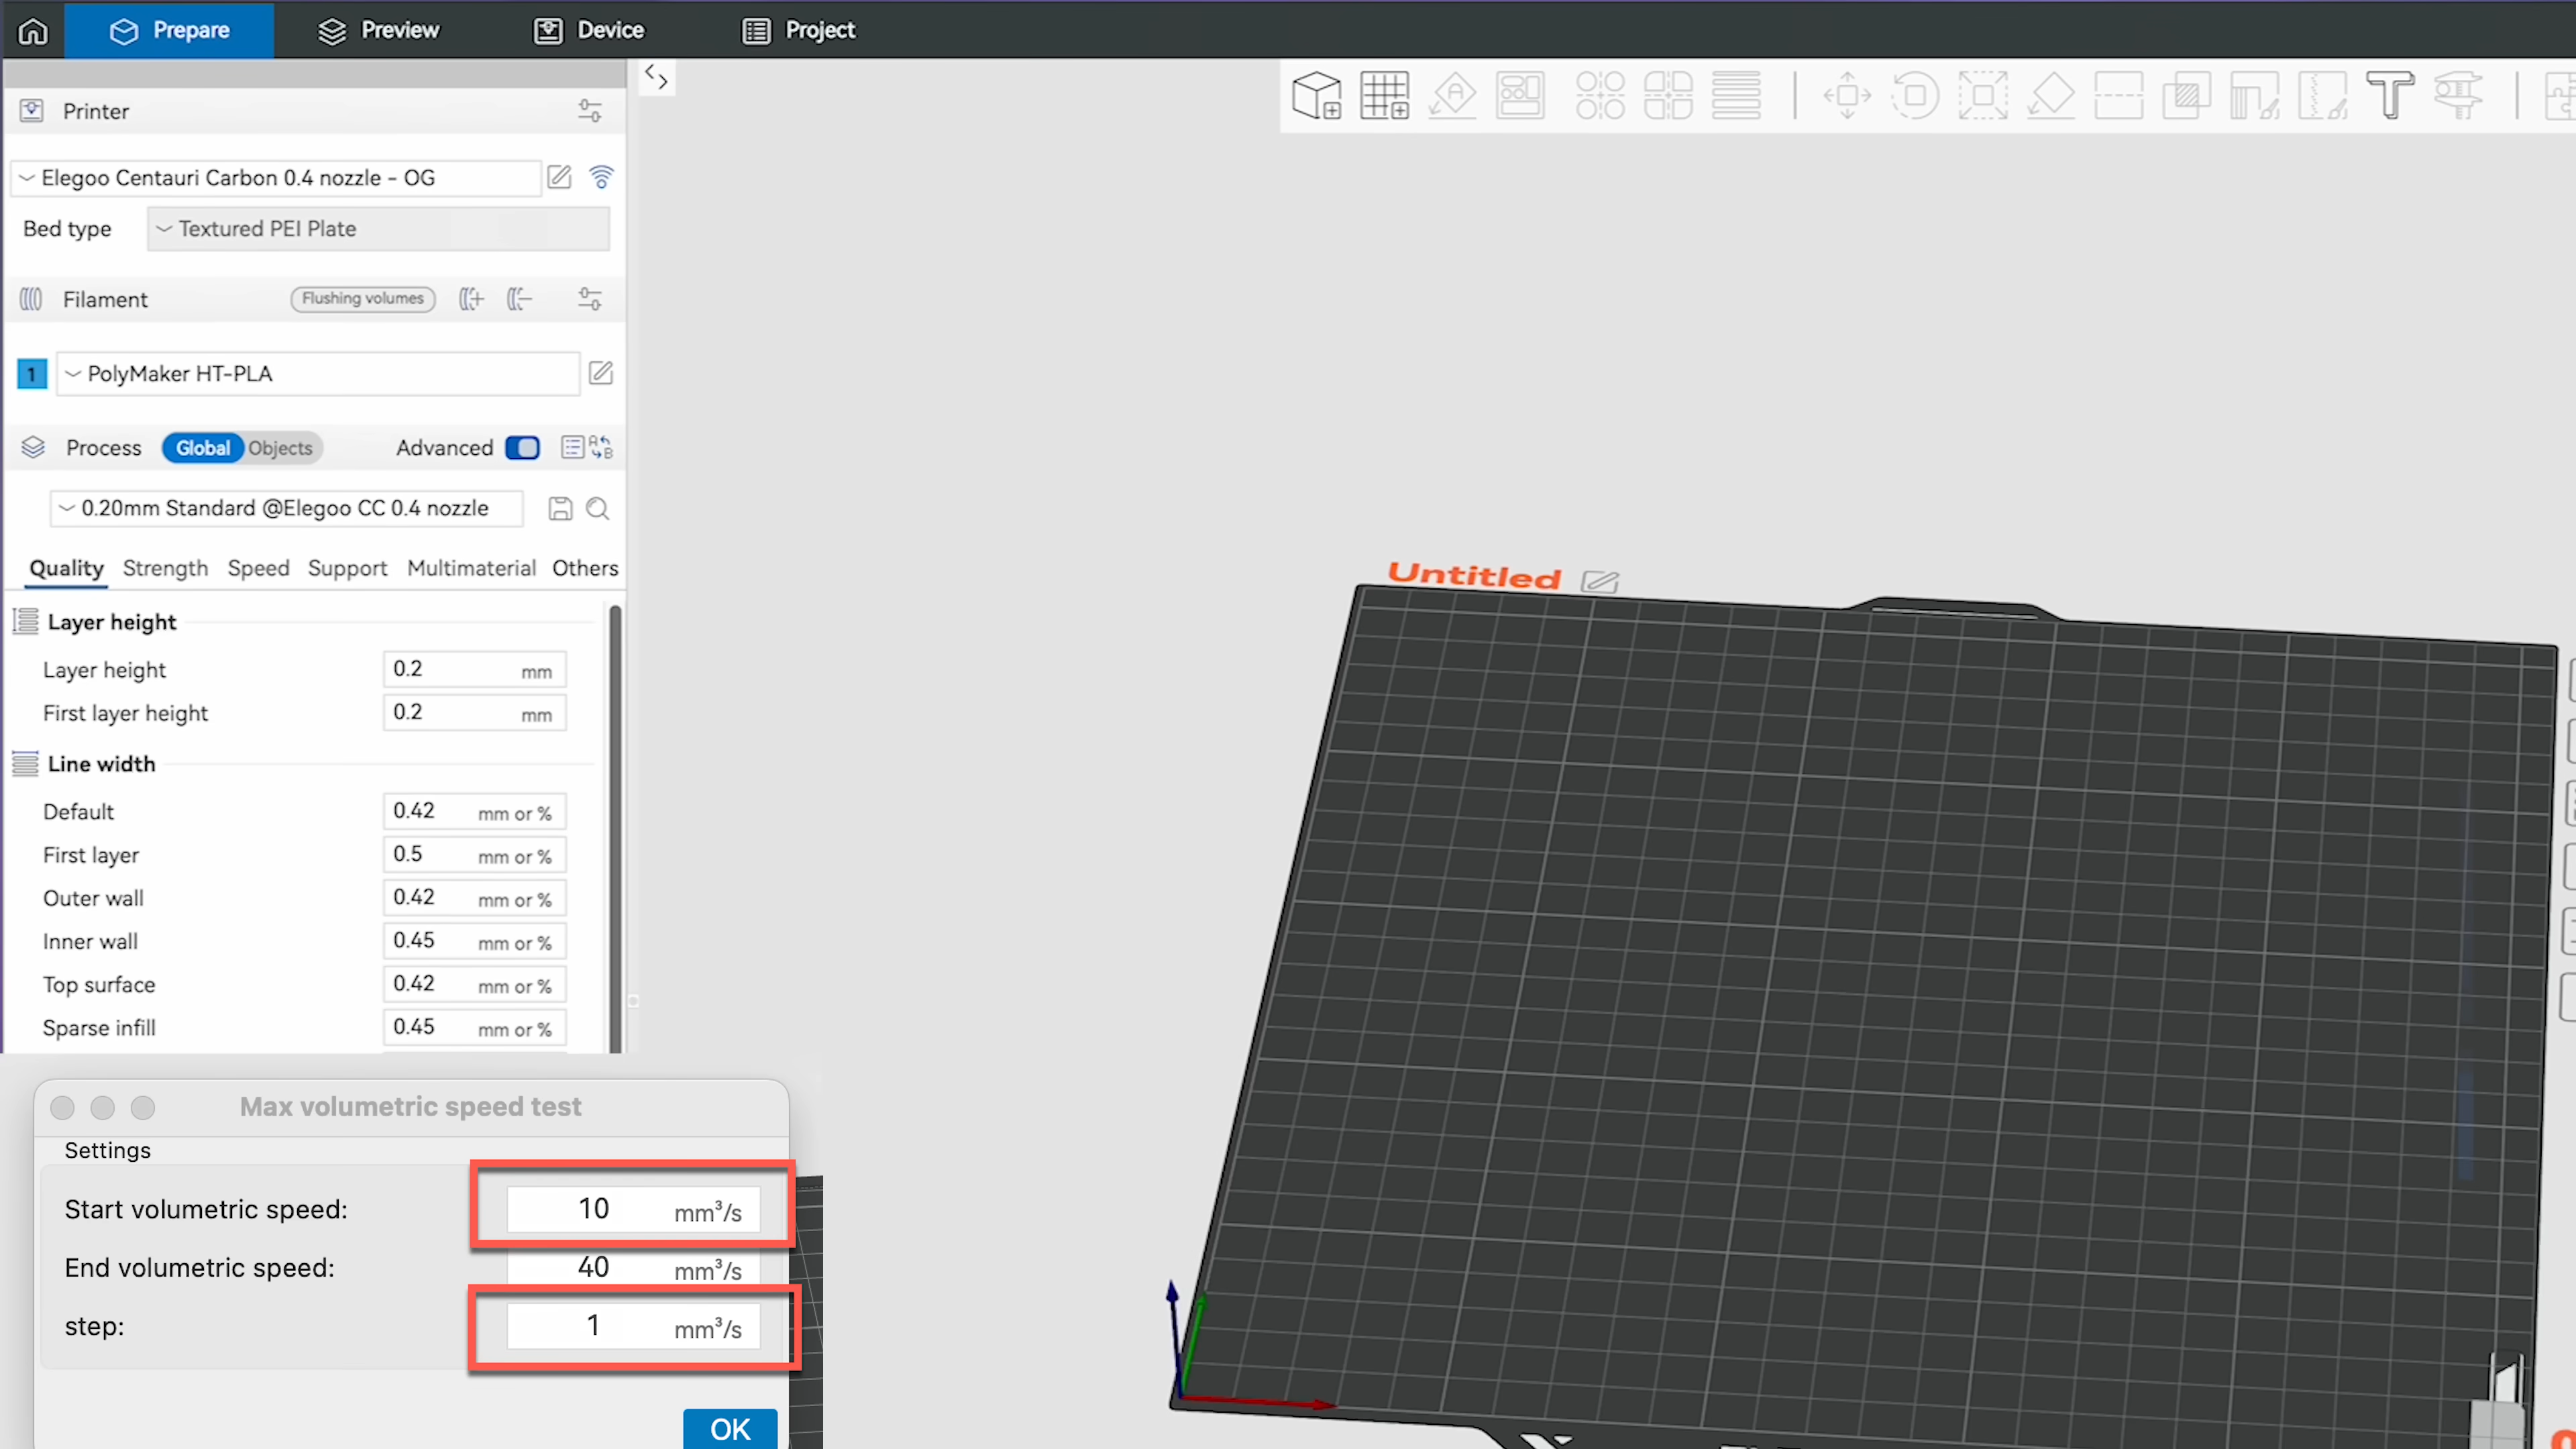 Prepare Preview Device Project
Printer
Elegoo Centauri Carbon 0.4 nozzle - OG
Bed type Textured PEI Plate
Filament Flushing volumes
1 PolyMaker HT-PLA
Process Global Objects Advanced
0.20mm Standard @Elegoo CC 0.4 nozzle
Quality Strength Speed Support Multimaterial Others
Layer height
Layer height 0.2 mm
First layer height 0.2 mm
Line width
Default 0.42 mm or %
First layer 0.5 mm or %
Outer wall 0.42 mm or %
Inner wall 0.45 mm or %
Top surface 0.42 mm or %
Sparse infill 0.45 mm or %
Untitled
Max volumetric speed test
Settings
Start volumetric speed: 10 mm³/s
End volumetric speed: 40 mm³/s
step: 1 mm³/s
OK